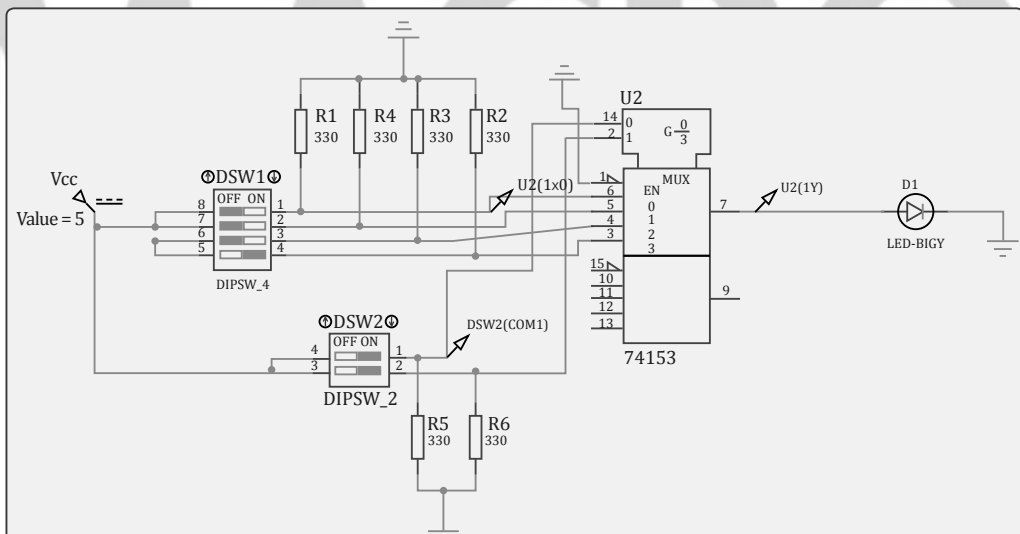 R1
330
R4
330
R3
330
R2
330
U2
14
0
2
1
G 0/3
MUX
1
EN
6
0
5
1
4
2
3
3
7
15
10
11
12
13
9
74153
Vcc
Value = 5
DSW1
OFF ON
8
7
6
5
1
2
3
4
DIPSW_4
U2(1x0)
U2(1Y)
D1
LED-BIGY
DSW2
OFF ON
4
3
1
2
DIPSW_2
DSW2(COM1)
R5
330
R6
330